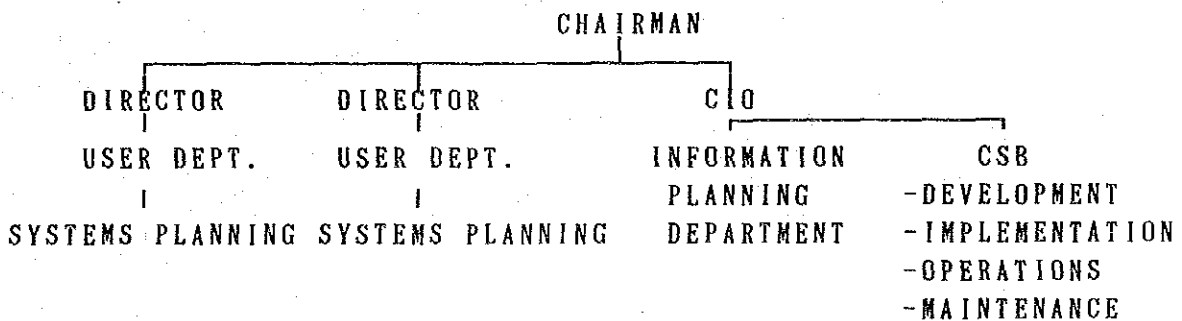 CHAIRMAN
DIRECTOR DIRECTOR CIO
USER DEPT. USER DEPT. INFORMATION CSB
PLANNING -DEVELOPMENT
SYSTEMS PLANNING SYSTEMS PLANNING DEPARTMENT -IMPLEMENTATION
-OPERATIONS
-MAINTENANCE